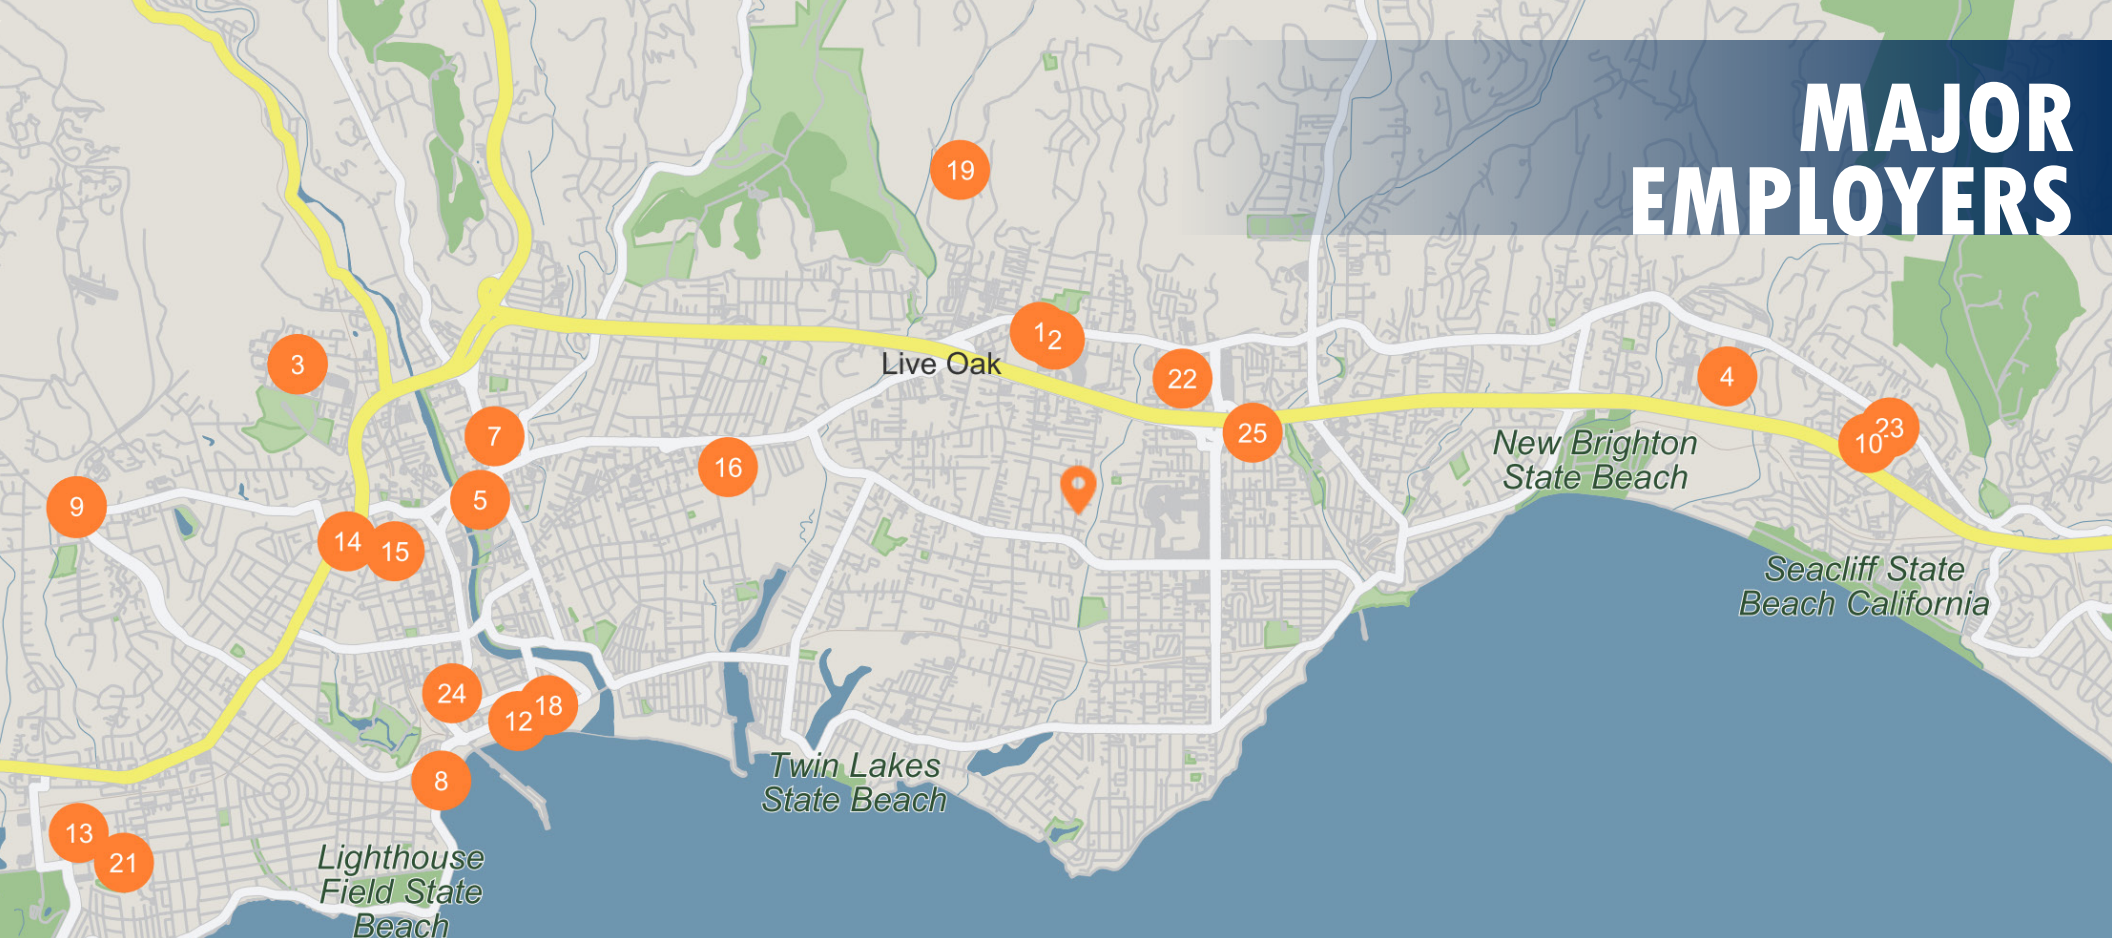 MAJOR
EMPLOYERS
19
1
2
Live Oak
3
22
4
25
23
10
7
16
New Brighton
State Beach
9
5
14
15
Seacliff State
Beach California
24
18
12
8
Twin Lakes
State Beach
13
21
Lighthouse
Field State
Beach